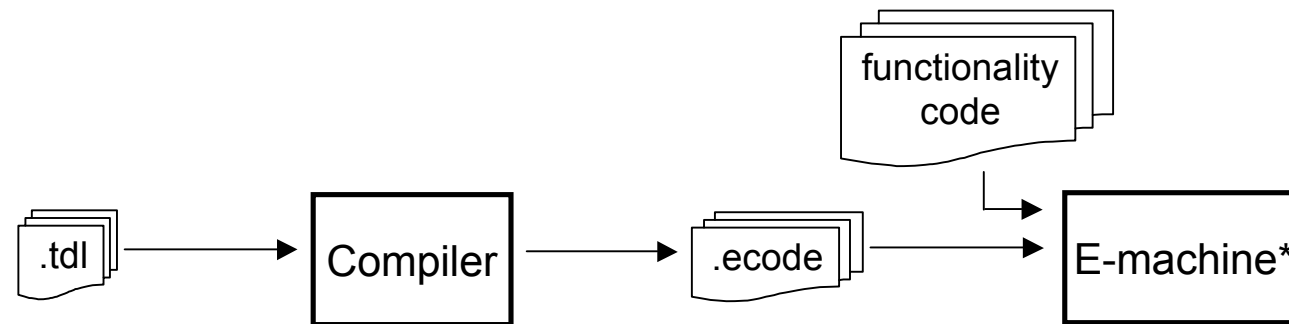 functionality
code
.tdl
Compiler
.ecode
E-machine*